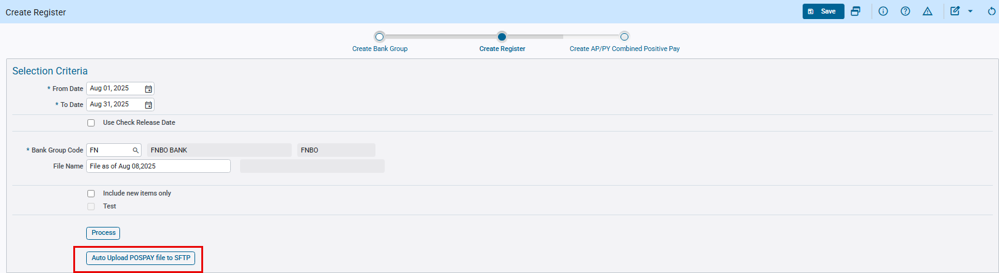 Create Register
Save
Create Bank Group
Create Register
Create AP/PY Combined Positive Pay
Selection Criteria
* From Date Aug 01, 2025
* To Date Aug 31, 2025
Use Check Release Date
* Bank Group Code FN FNBO BANK FNBO
File Name File as of Aug 08,2025
Include new items only
Test
Process
Auto Upload POSPAY file to SFTP